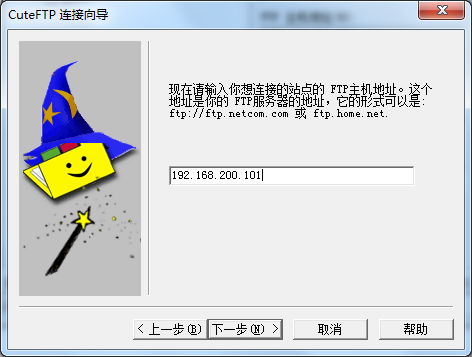 CuteFTP 连接向导
现在请输入你想连接的站点的 FTP主机地址。这个
地址是你的 FTP服务器的地址，它的形式可以是:
ftp://ftp.netcom.com 或 ftp.home.net.
192.168.200.101
< 上一步(B) 下一步(N) > 取消 帮助